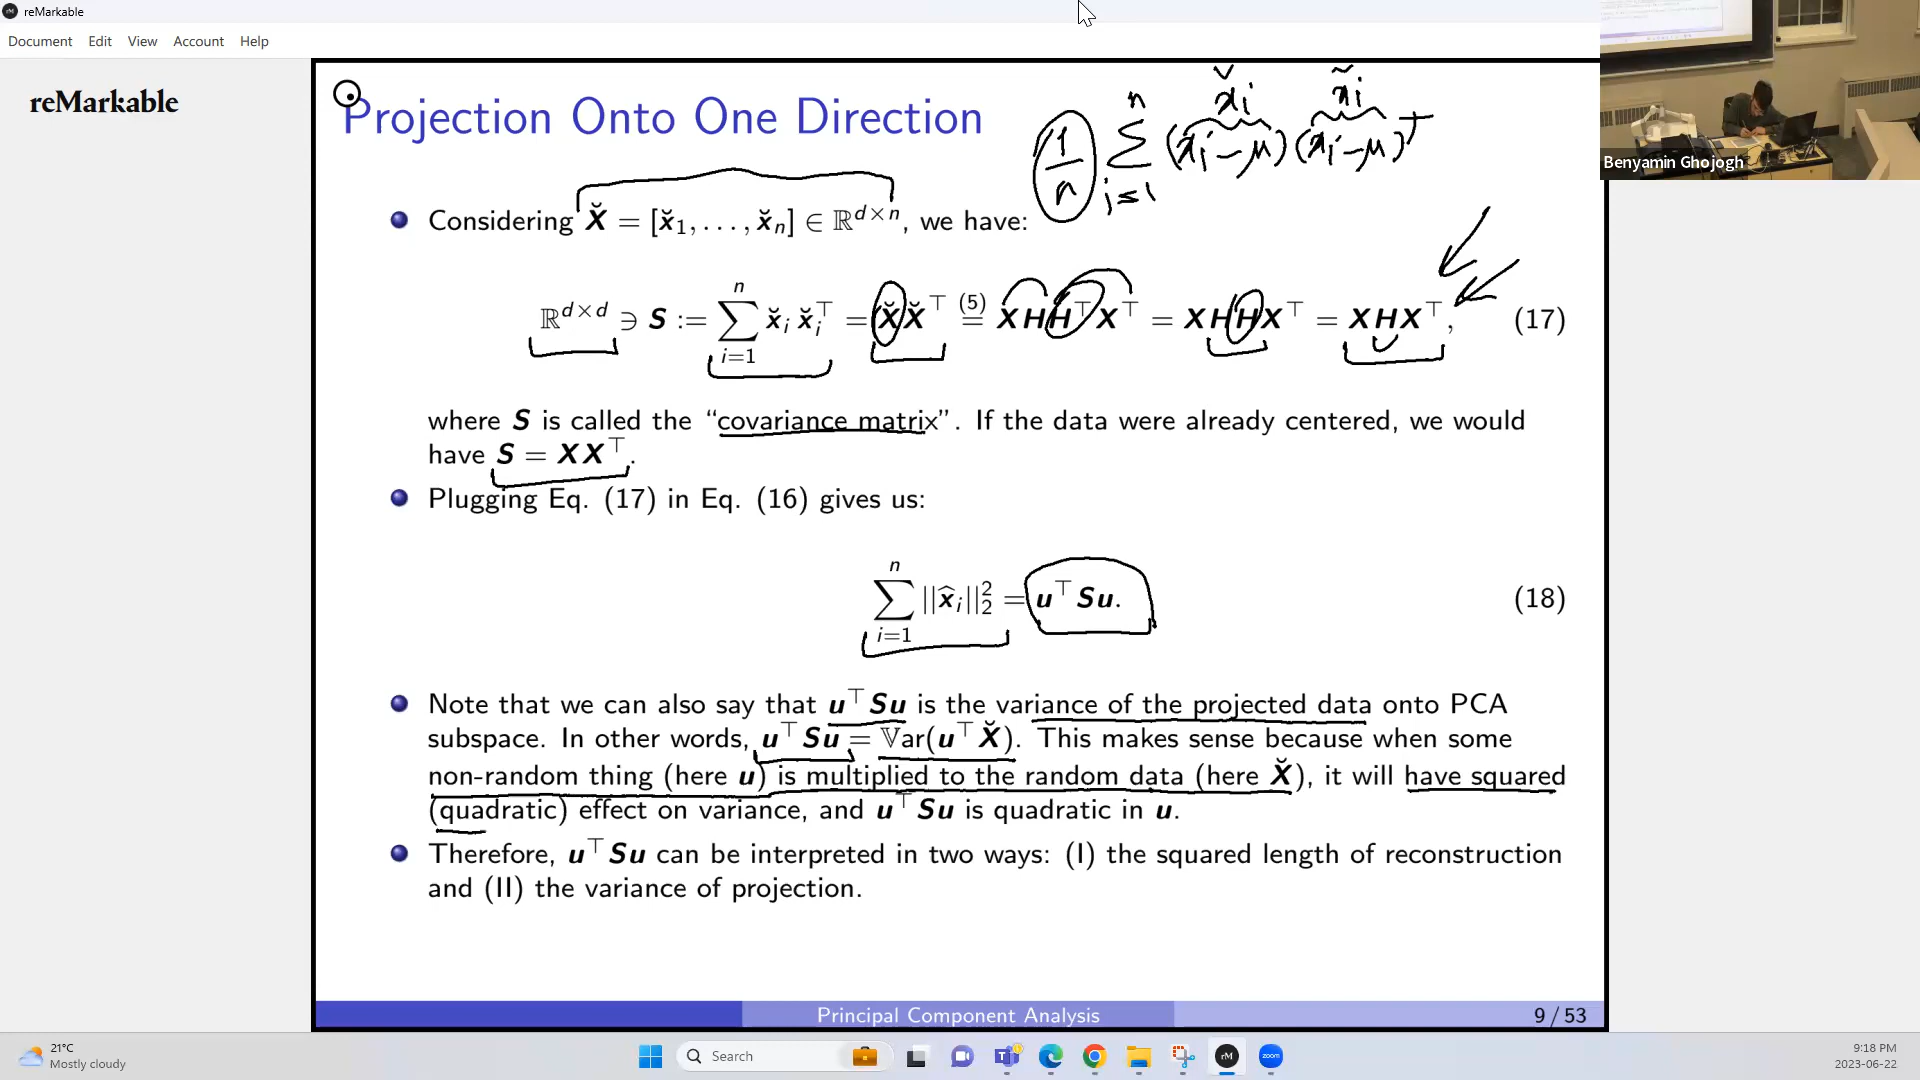 reMarkable
Document Edit View Account Help
reMarkable
Projection Onto One Direction
1/n ∑_{i=1}^{n} (x_i − μ)(x_i − μ)^⊤
x̆_i x̆_i
Benyamin Ghojogh
Considering X̆ = [x̆₁, . . . , x̆ₙ] ∈ ℝ^{d×n}, we have:
ℝ^{d×d} ∋ S := ∑_{i=1}^{n} x̆_i x̆_i^⊤ = X̆X̆^⊤ (5)= XHH^⊤X^⊤ = XHHX^⊤ = XHX^⊤, (17)
where S is called the “covariance matrix”. If the data were already centered, we would
have S = XX^⊤.
Plugging Eq. (17) in Eq. (16) gives us:
∑_{i=1}^{n} ||x̂_i||₂² = u^⊤Su. (18)
Note that we can also say that u^⊤Su is the variance of the projected data onto PCA
subspace. In other words, u^⊤Su = 𝕍ar(u^⊤X̆). This makes sense because when some
non-random thing (here u) is multiplied to the random data (here X̆), it will have squared
(quadratic) effect on variance, and u^⊤Su is quadratic in u.
Therefore, u^⊤Su can be interpreted in two ways: (I) the squared length of reconstruction
and (II) the variance of projection.
Principal Component Analysis 9 / 53
21°C
Mostly cloudy
Search
rM
zoom
9:18 PM
2023-06-22